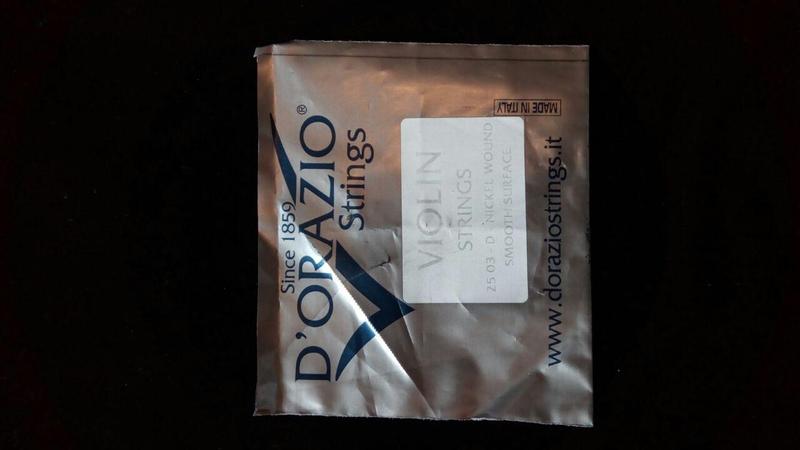 Since 1859
D'ORAZIO®
Strings
VIOLIN
STRINGS
25 03 - D - NICKEL WOUND
SMOOTH SURFACE
MADE IN ITALY
www.doraziostrings.it